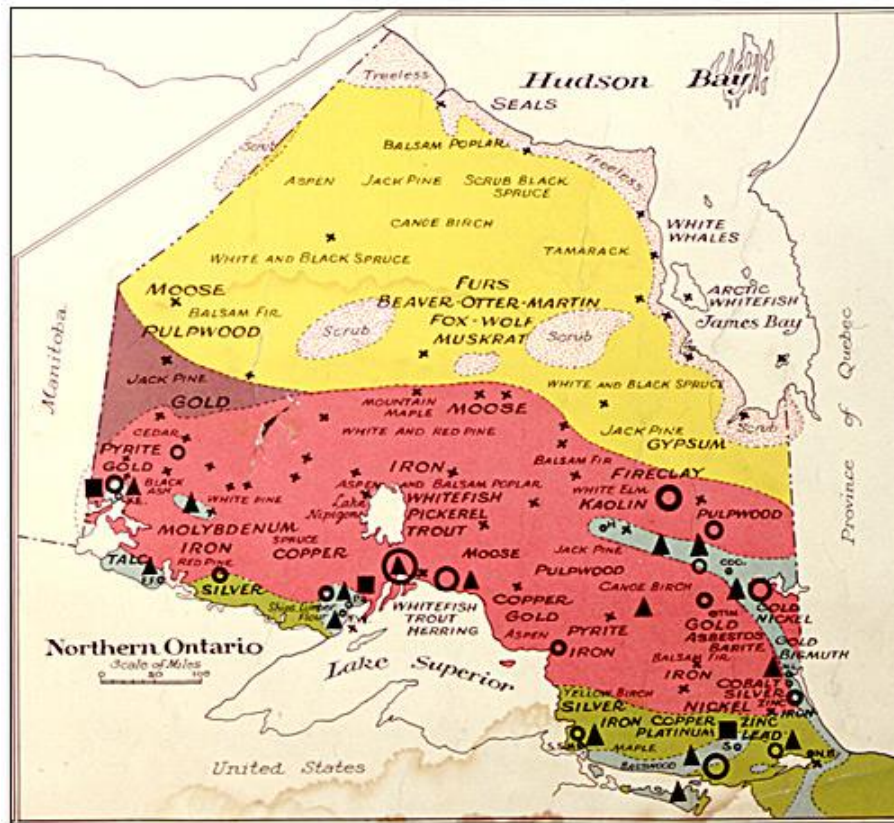 Treeless
Hudson Bay
SEALS
Scrub
BALSAM POPLAR
Treeless
ASPEN JACK PINE SCRUB BLACK SPRUCE
CANOE BIRCH
WHITE WHALES
TAMARACK
WHITE AND BLACK SPRUCE
ARCTIC WHITEFISH
James Bay
MOOSE
BALSAM FIR
PULPWOOD
FURS
BEAVER-OTTER-MARTIN
FOX-WOLF
MUSKRAT
Scrub
Scrub
Manitoba
Province of Quebec
JACK PINE
GOLD
WHITE AND BLACK SPRUCE
MOUNTAIN MAPLE
MOOSE
Scrub
JACK PINE
GYPSUM
CEDAR
WHITE AND RED PINE
PYRITE
GOLD
BLACK ASH
IRON
ASPEN AND BALSAM POPLAR
BALSAM FIR
FIRECLAY
WHITE ELM
KAOLIN
PULPWOOD
WHITE PINE
Lake Nipigon
WHITEFISH
PICKEREL
TROUT
MOLYBDENUM
IRON
RED PINE
SPRUCE
COPPER
JACK PINE
TALC
SILVER
MOOSE
PULPWOOD
COC.
CANOE BIRCH
WHITEFISH
TROUT
HERRING
COPPER
GOLD
ASPEN
PYRITE
IRON
GOLD
ASBESTOS
BARITE
GOLD
NICKEL
GOLD
BISMUTH
BALSAM FIR
IRON
COBALT
SILVER
ZINC
IRON
NICKEL
Northern Ontario
Scale of Miles
0 50 100
Lake Superior
YELLOW BIRCH
SILVER
IRON COPPER
PLATINUM
ZINC
LEAD
MAPLE
BASSWOOD
N.B.
United States